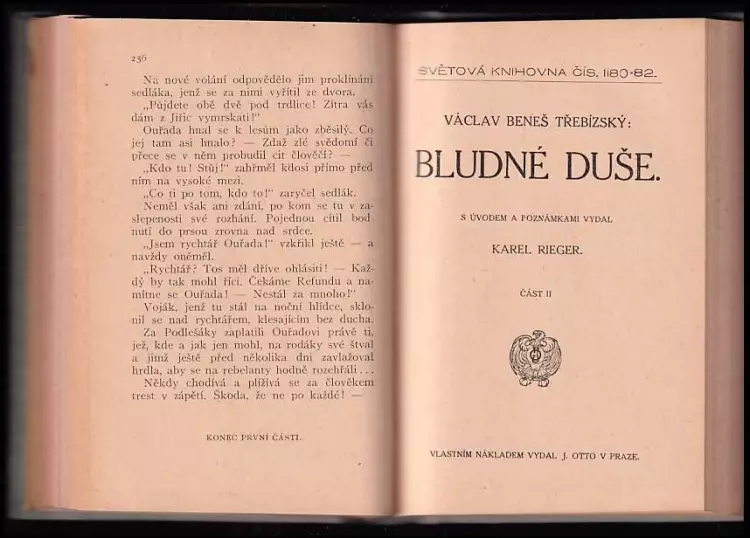 256
Na nové volání odpovědělo jim proklínání
sedláka, jenž se za nimi vyřítil ze dvora.
„Půjdete obě dvě pod trdlice! Zítra vás
dám z Jiřic vymrskati!“
Ouřada hnal se k lesům jako zběsilý. Co
jej tam asi hnalo? — Zdaž zlé svědomí či
přece se v něm probudil cit člověčí? —
„Kdo tu! Stůj!“ zahřměl kdosi přímo před
ním na vysoké mezi.
„Co ti po tom, kdo to!“ zaryčel sedlák.
Neměl však ani zdání, po kom se tu v za-
slepenosti své rozhání. Pojednou cítil bod-
nutí do prsou zrovna nad srdce.
„Jsem rychtář Ouřada!“ vzkřikl ještě — a
navždy oněměl.
„Rychtář? Tos měl dříve ohlásiti! — Kaž-
dý by tak mohl říci. Čekáme Refundu a na-
mítne se Ouřada! — Nestál za mnoho!“
Voják, jenž tu stál na noční hlídce, sklo-
nil se nad rychtářem, klesajícím bez ducha.
Za Podlešáky zaplatili Ouřadovi právě ti,
jež, kde a jak jen mohl, na rodáky své štval
a jimž ještě před několika dni zavlažoval
hrdla, aby se na rebelanty hodně rozehřáli...
Někdy chodívá a plíživá se za člověkem
trest v zápětí. Škoda, že ne po každé! —
KONEC PRVNÍ ČÁSTI.
SVĚTOVÁ KNIHOVNA ČÍS. 1180-82.
VÁCLAV BENEŠ TŘEBÍZSKÝ:
BLUDNÉ DUŠE.
S ÚVODEM A POZNÁMKAMI VYDAL
KAREL RIEGER.
ČÁST II
VLASTNÍM NÁKLADEM VYDAL J. OTTO V PRAZE.